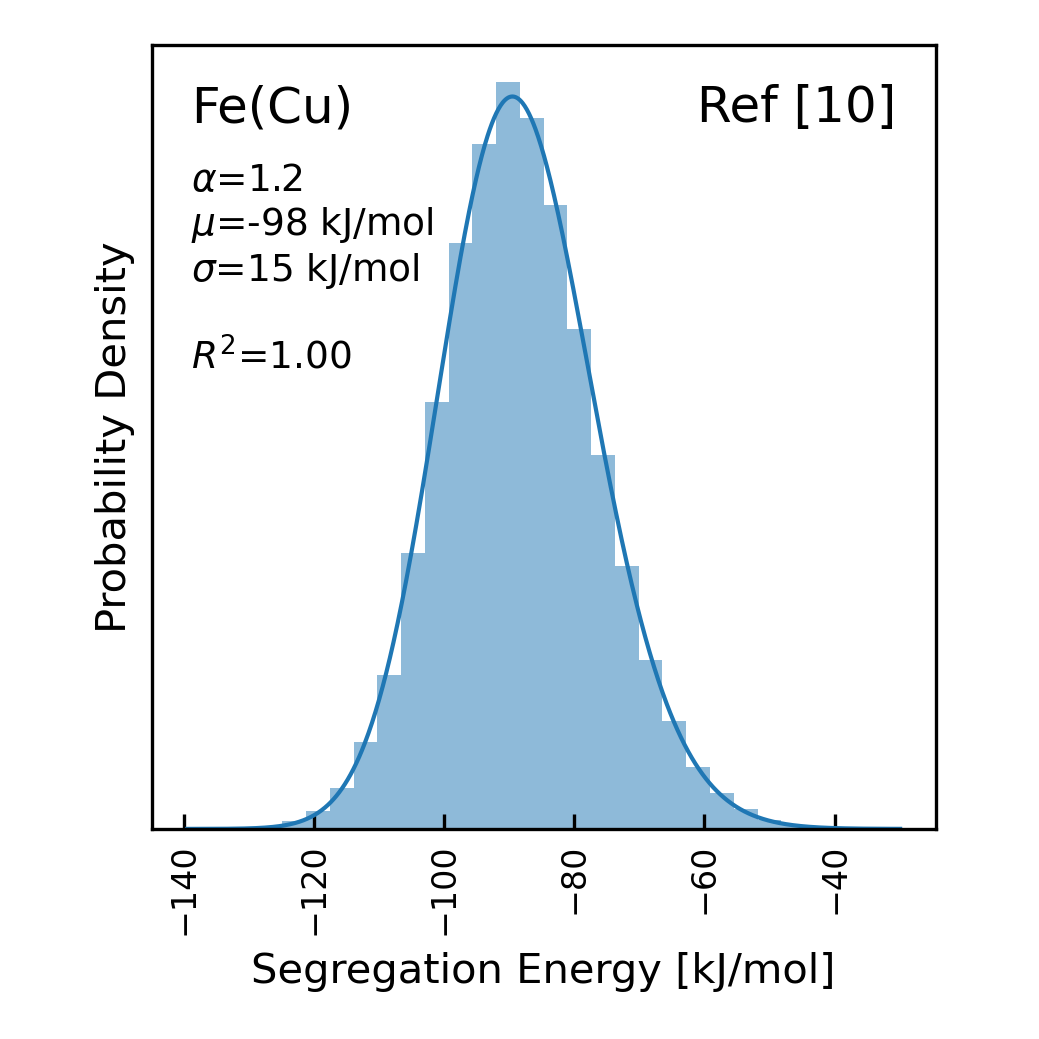 Fe(Cu)
Ref [10]
α=1.2
μ=-98 kJ/mol
σ=15 kJ/mol
R²=1.00
Probability Density
−140
−120
−100
−80
−60
−40
Segregation Energy [kJ/mol]